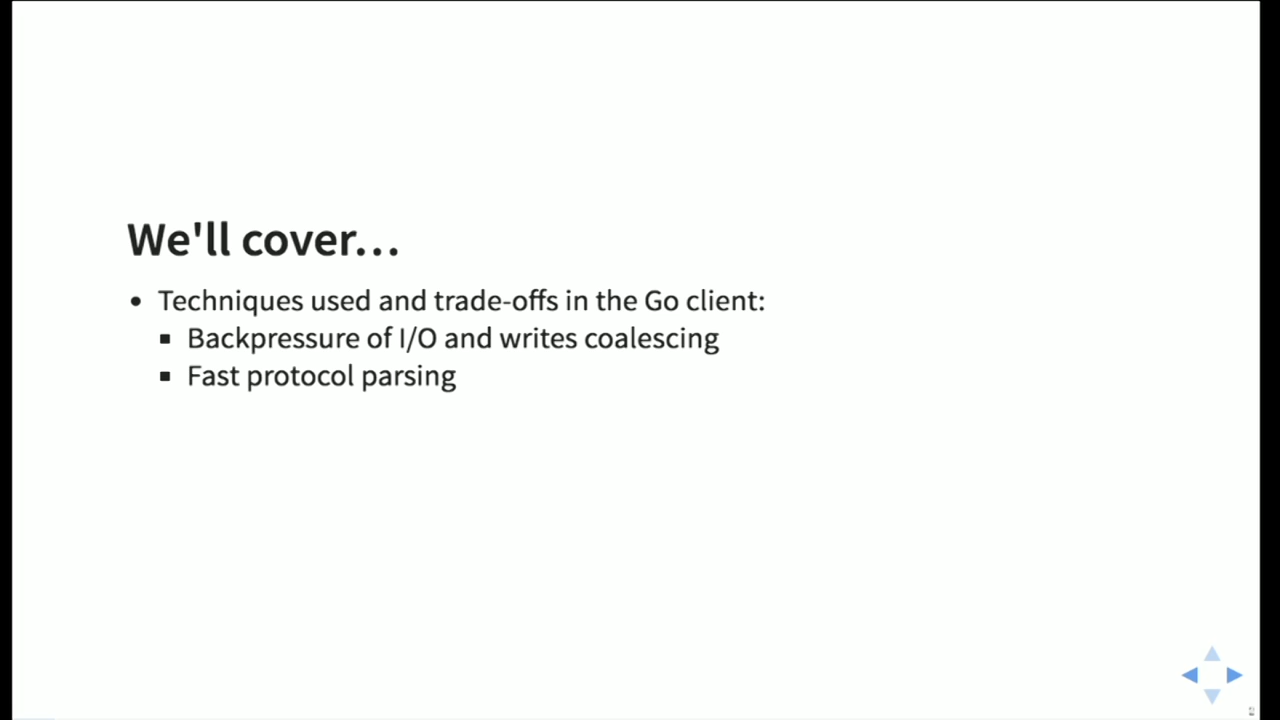 We'll cover...
Techniques used and trade-offs in the Go client:
Backpressure of I/O and writes coalescing
Fast protocol parsing